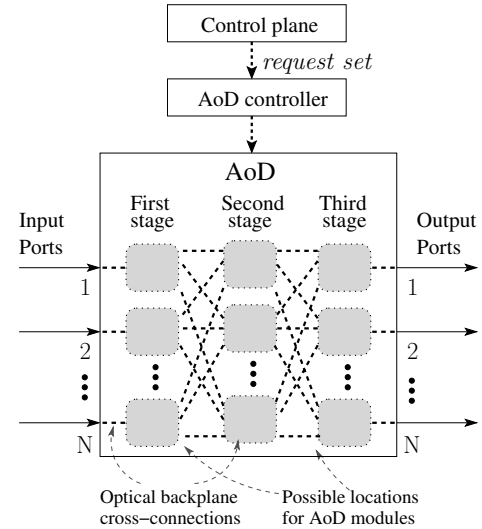 Control plane
request set
AoD controller
AoD
First stage
Second stage
Third stage
Input Ports
Output Ports
1
1
2
2
N
N
Optical backplane cross-connections
Possible locations for AoD modules